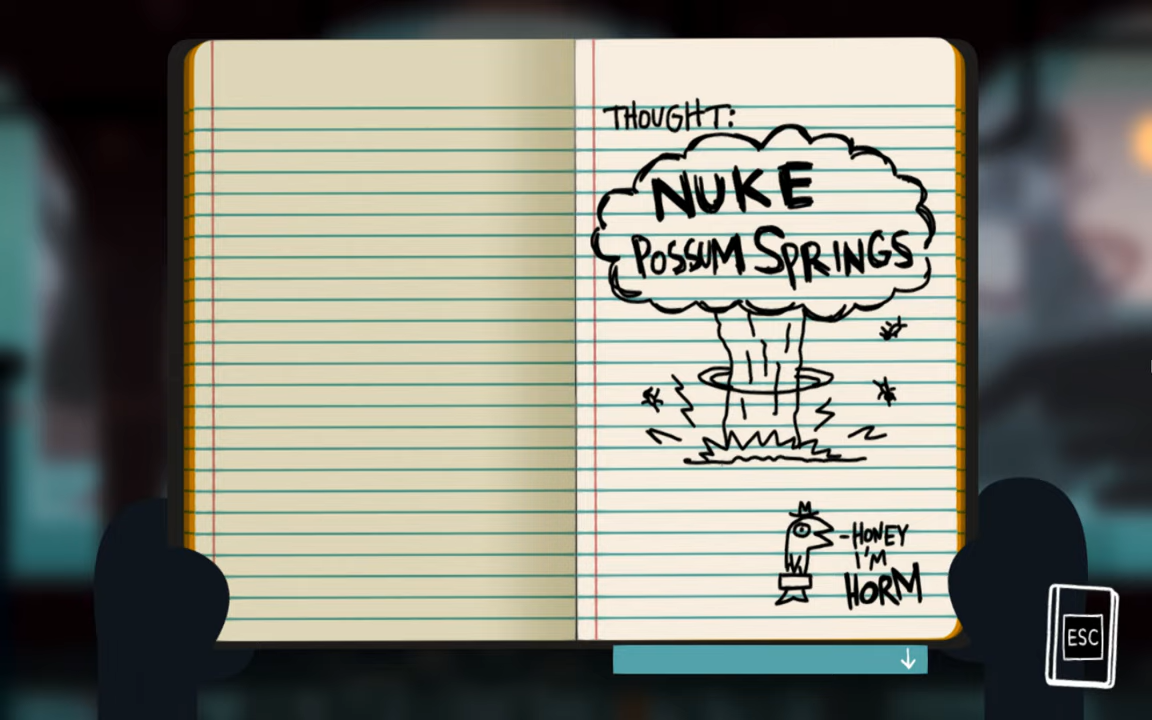 THOUGHT:
NUKE
POSSUM SPRINGS
-HONEY
I'M
HORM
ESC